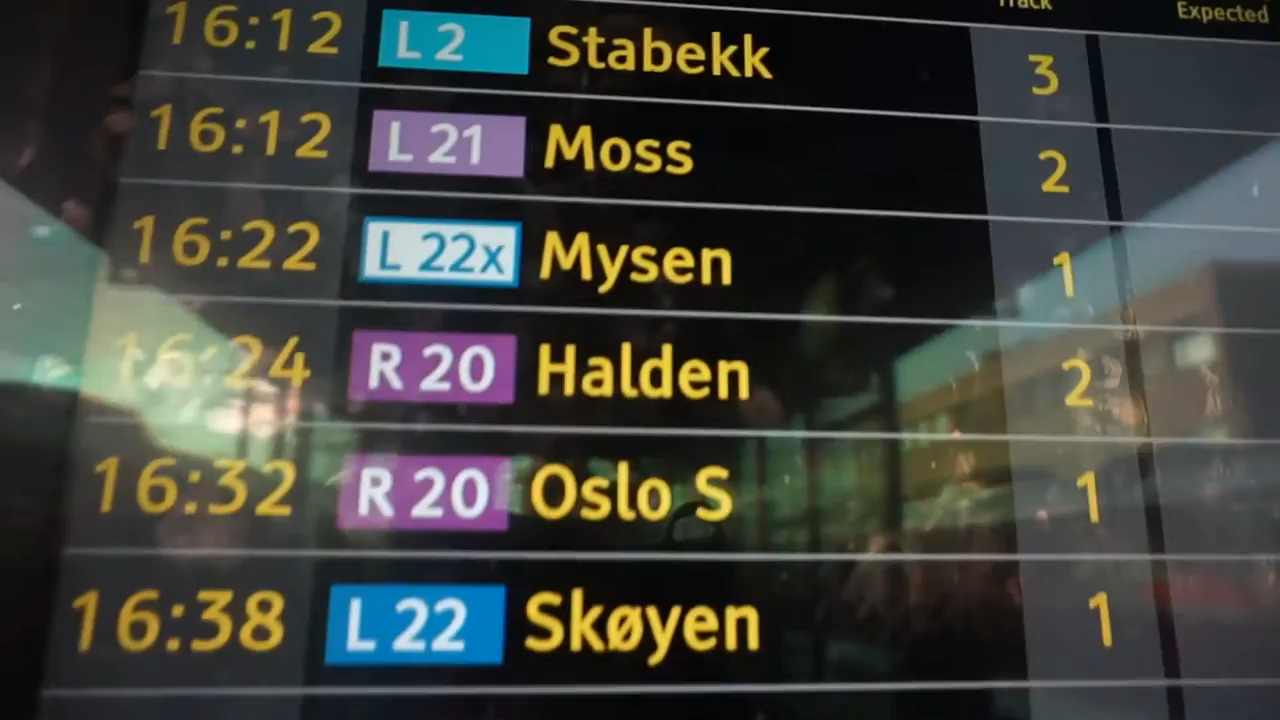 Track Expected
16:12 L 2 Stabekk 3
16:12 L 21 Moss 2
16:22 L 22x Mysen 1
16:24 R 20 Halden 2
16:32 R 20 Oslo S 1
16:38 L 22 Skøyen 1